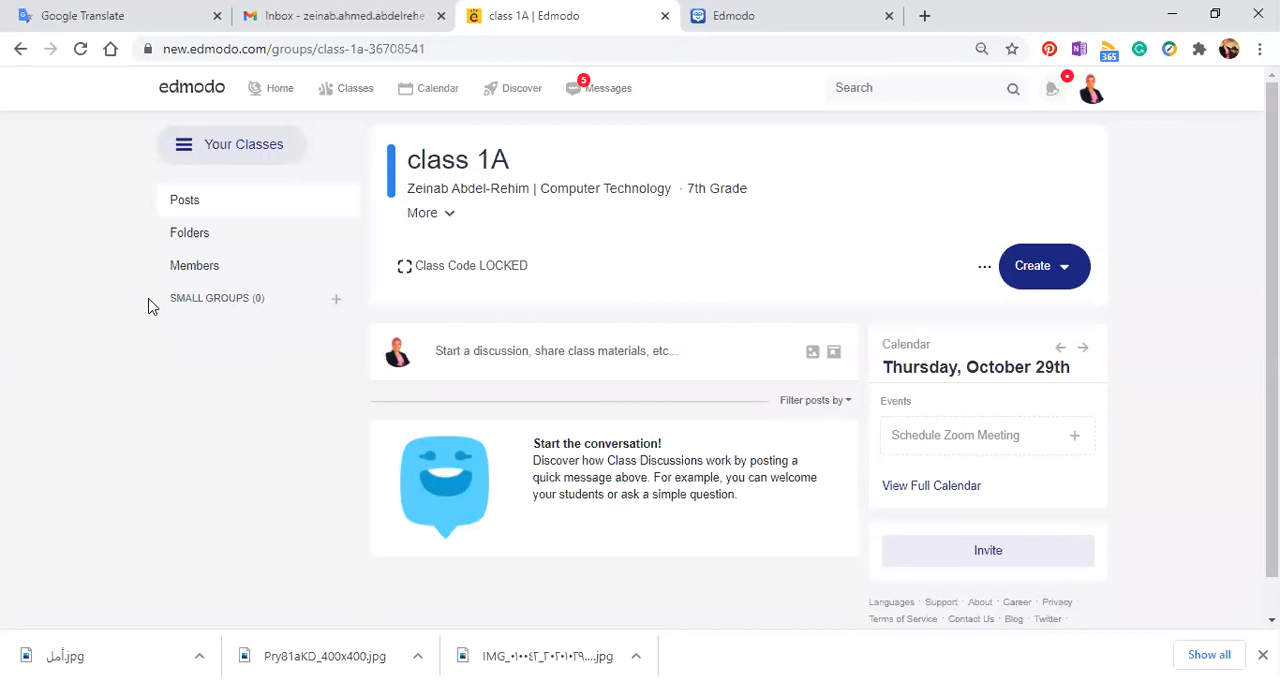 Google Translate
Inbox - zeinab.ahmed.abdelrehe
class 1A | Edmodo
Edmodo
new.edmodo.com/groups/class-1a-36708541
365
edmodo
Home
Classes
Calendar
Discover
5
Messages
Search
Your Classes
Posts
Folders
Members
SMALL GROUPS (0)
class 1A
Zeinab Abdel-Rehim | Computer Technology · 7th Grade
More
Class Code LOCKED
Create
Start a discussion, share class materials, etc...
Filter posts by
Start the conversation!
Discover how Class Discussions work by posting a
quick message above. For example, you can welcome
your students or ask a simple question.
Calendar
Thursday, October 29th
Events
Schedule Zoom Meeting
View Full Calendar
Invite
Languages · Support · About · Career · Privacy ·
Terms of Service · Contact Us · Blog · Twitter ·
أمل.jpg
Pry81aKD_400x400.jpg
Show all